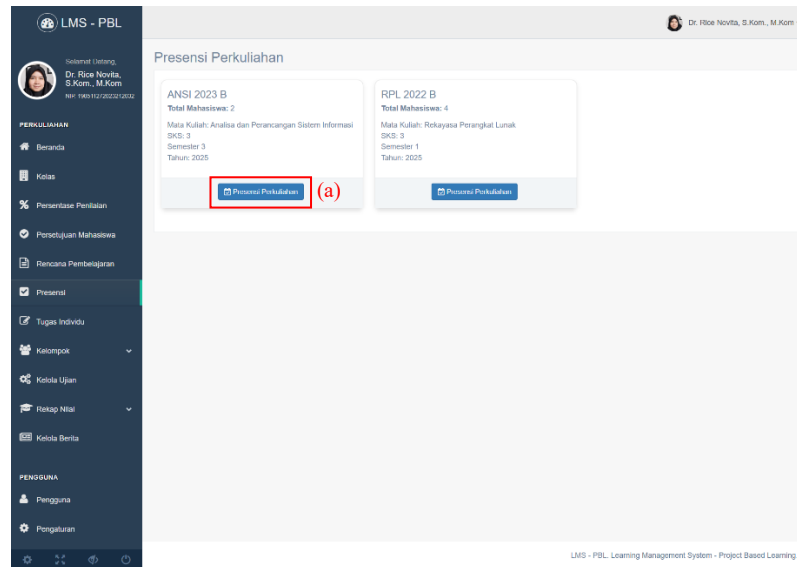 LMS - PBL
Dr. Rice Novita, S.Kom., M.Kom
Selamat Datang,
Dr. Rice Novita,
S.Kom., M.Kom
PERKULIAHAN
Beranda
Kelas
Persentase Penilaian
Persetujuan Mahasiswa
Rencana Pembelajaran
Presensi
Tugas Individu
Kelompok
Kelola Ujian
Rekap Nilai
Kelola Berita
PENGGUNA
Pengguna
Pengaturan
Presensi Perkuliahan
ANSI 2023 B
Total Mahasiswa: 2
Mata Kuliah: Analisa dan Perancangan Sistem Informasi
SKS: 3
Semester 3
Tahun: 2025
Presensi Perkuliahan
(a)
RPL 2022 B
Total Mahasiswa: 4
Mata Kuliah: Rekayasa Perangkat Lunak
SKS: 3
Semester 1
Tahun: 2025
Presensi Perkuliahan
LMS - PBL. Learning Management System - Project Based Learning